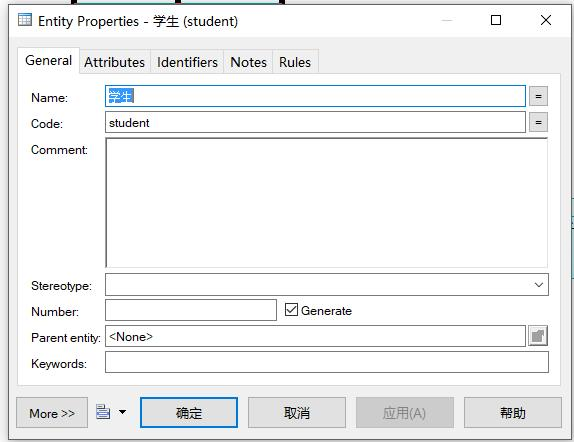 Entity Properties - 学生 (student)
General Attributes Identifiers Notes Rules
Name: 学生 =
Code: student =
Comment:
Stereotype:
Number: Generate
Parent entity: <None>
Keywords:
More >> 确定 取消 应用(A) 帮助